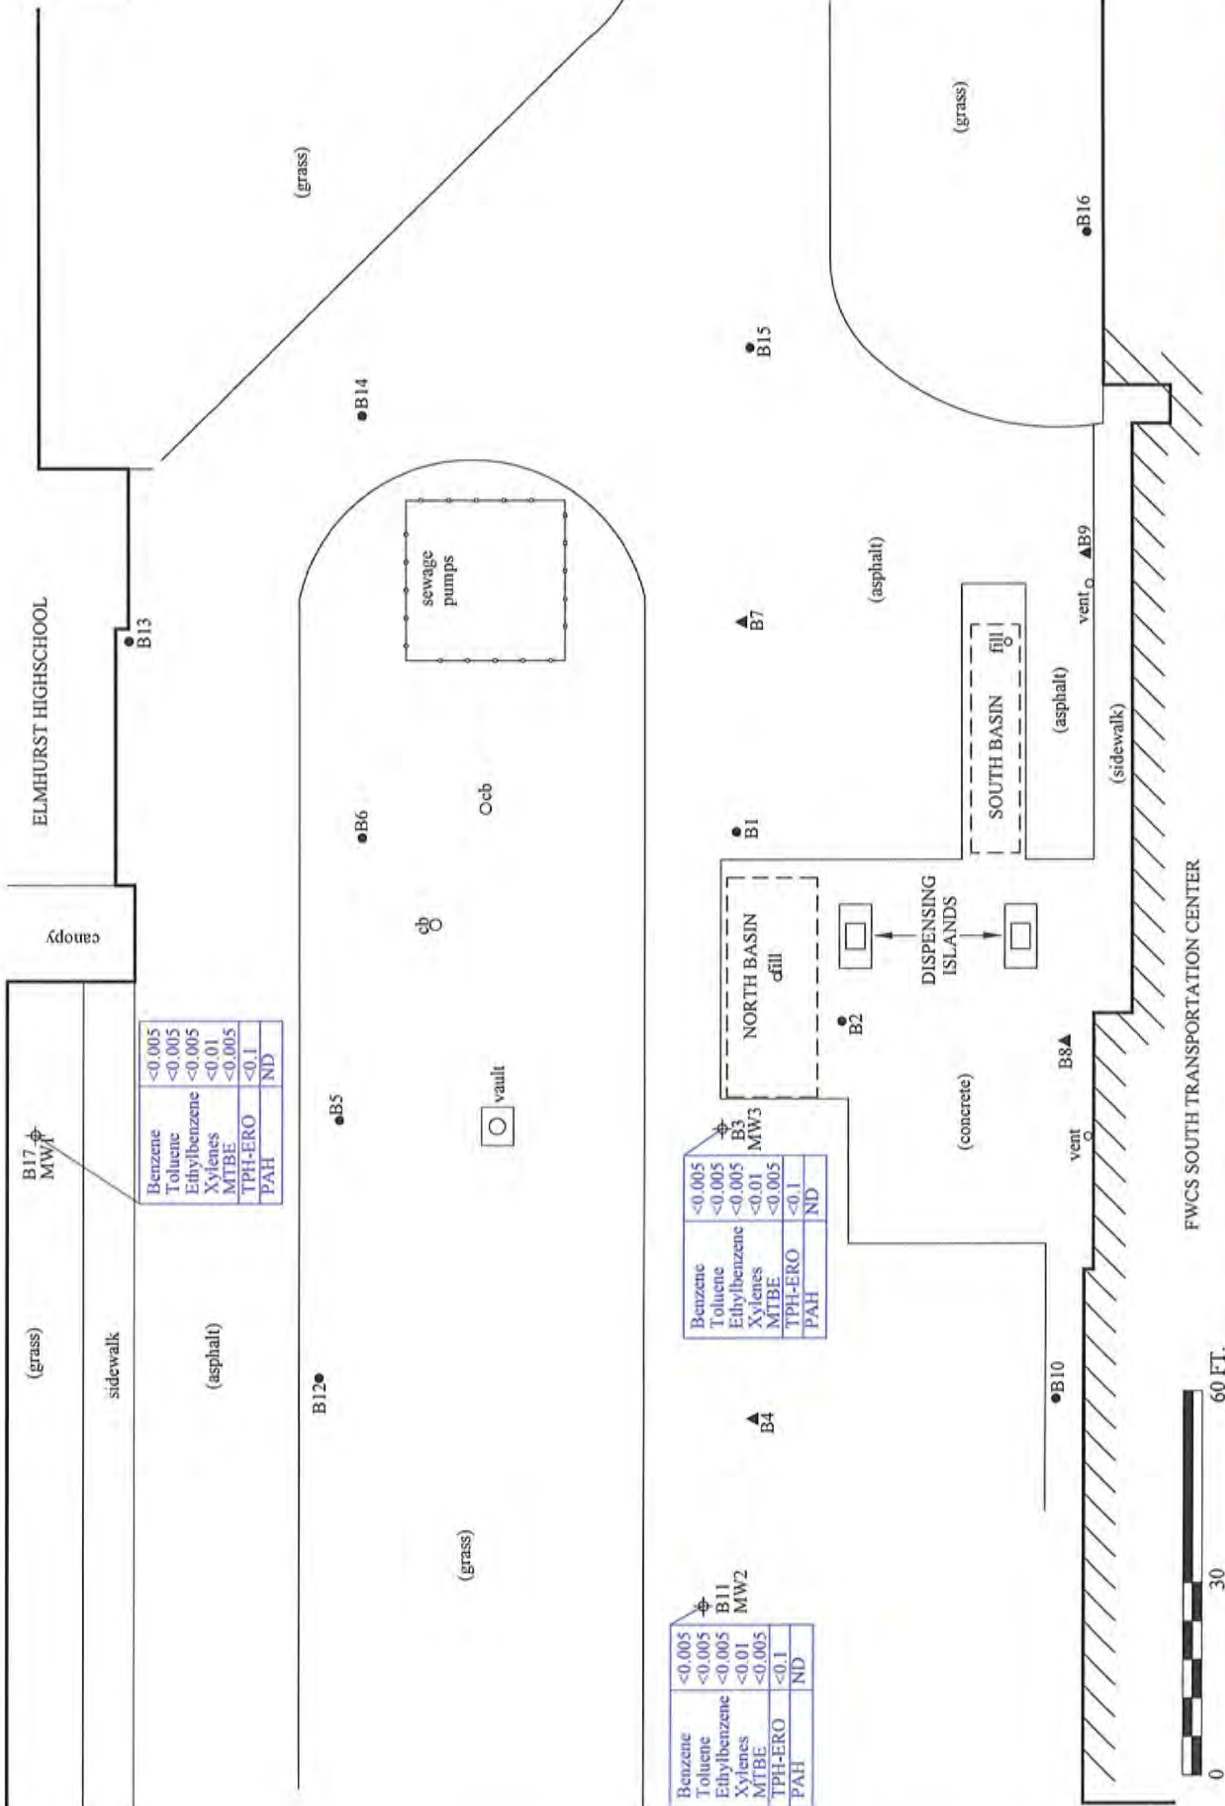 ELMHURST HIGHSCHOOL
canopy
(grass)
sidewalk
(asphalt)
B17
MW1
Benzene <0.005
Toluene <0.005
Ethylbenzene <0.005
Xylenes <0.01
MTBE <0.005
TPH-ERO <0.1
PAH ND
B13
(grass)
B14
B12
B5
B6
cb
cb
vault
sewage
pumps
(grass)
B11
MW2
Benzene <0.005
Toluene <0.005
Ethylbenzene <0.005
Xylenes <0.01
MTBE <0.005
TPH-ERO <0.1
PAH ND
B4
B3
MW3
Benzene <0.005
Toluene <0.005
Ethylbenzene <0.005
Xylenes <0.01
MTBE <0.005
TPH-ERO <0.1
PAH ND
NORTH BASIN
fill
B1
B7
B15
B2
(asphalt)
(grass)
DISPENSING
ISLANDS
(concrete)
SOUTH BASIN
fill
B10
vent
B8
(asphalt)
vent
B9
B16
(sidewalk)
FWCS SOUTH TRANSPORTATION CENTER
0 30 60 FT.